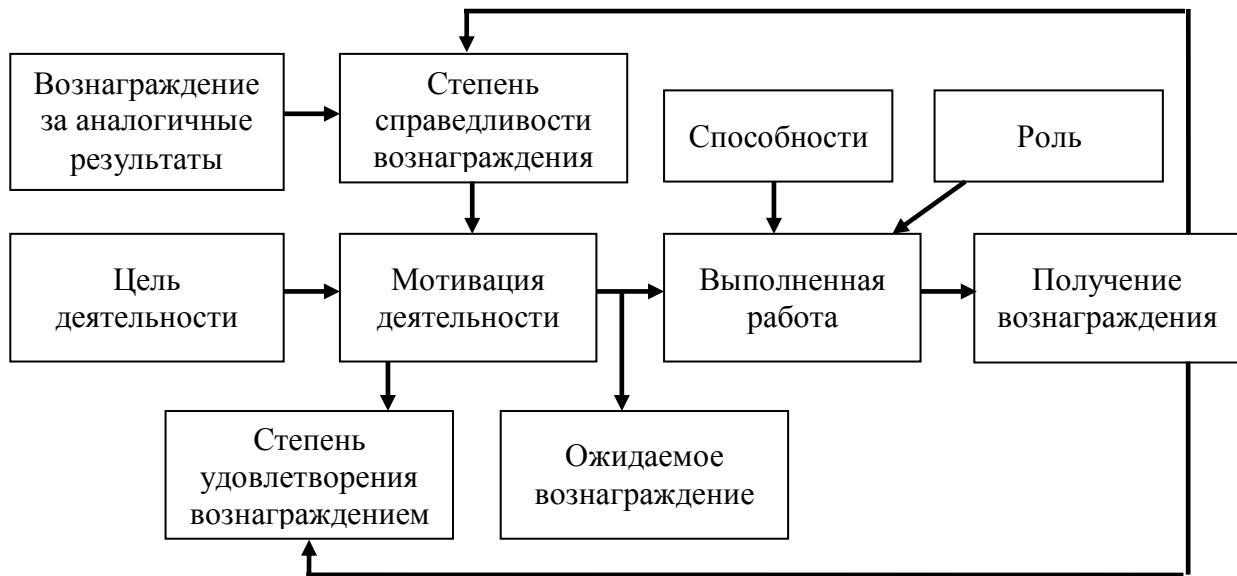 Вознаграждение
за аналогичные
результаты
Степень
справедливости
вознаграждения
Способности
Роль
Цель
деятельности
Мотивация
деятельности
Выполненная
работа
Получение
вознаграждения
Степень
удовлетворения
вознаграждением
Ожидаемое
вознаграждение